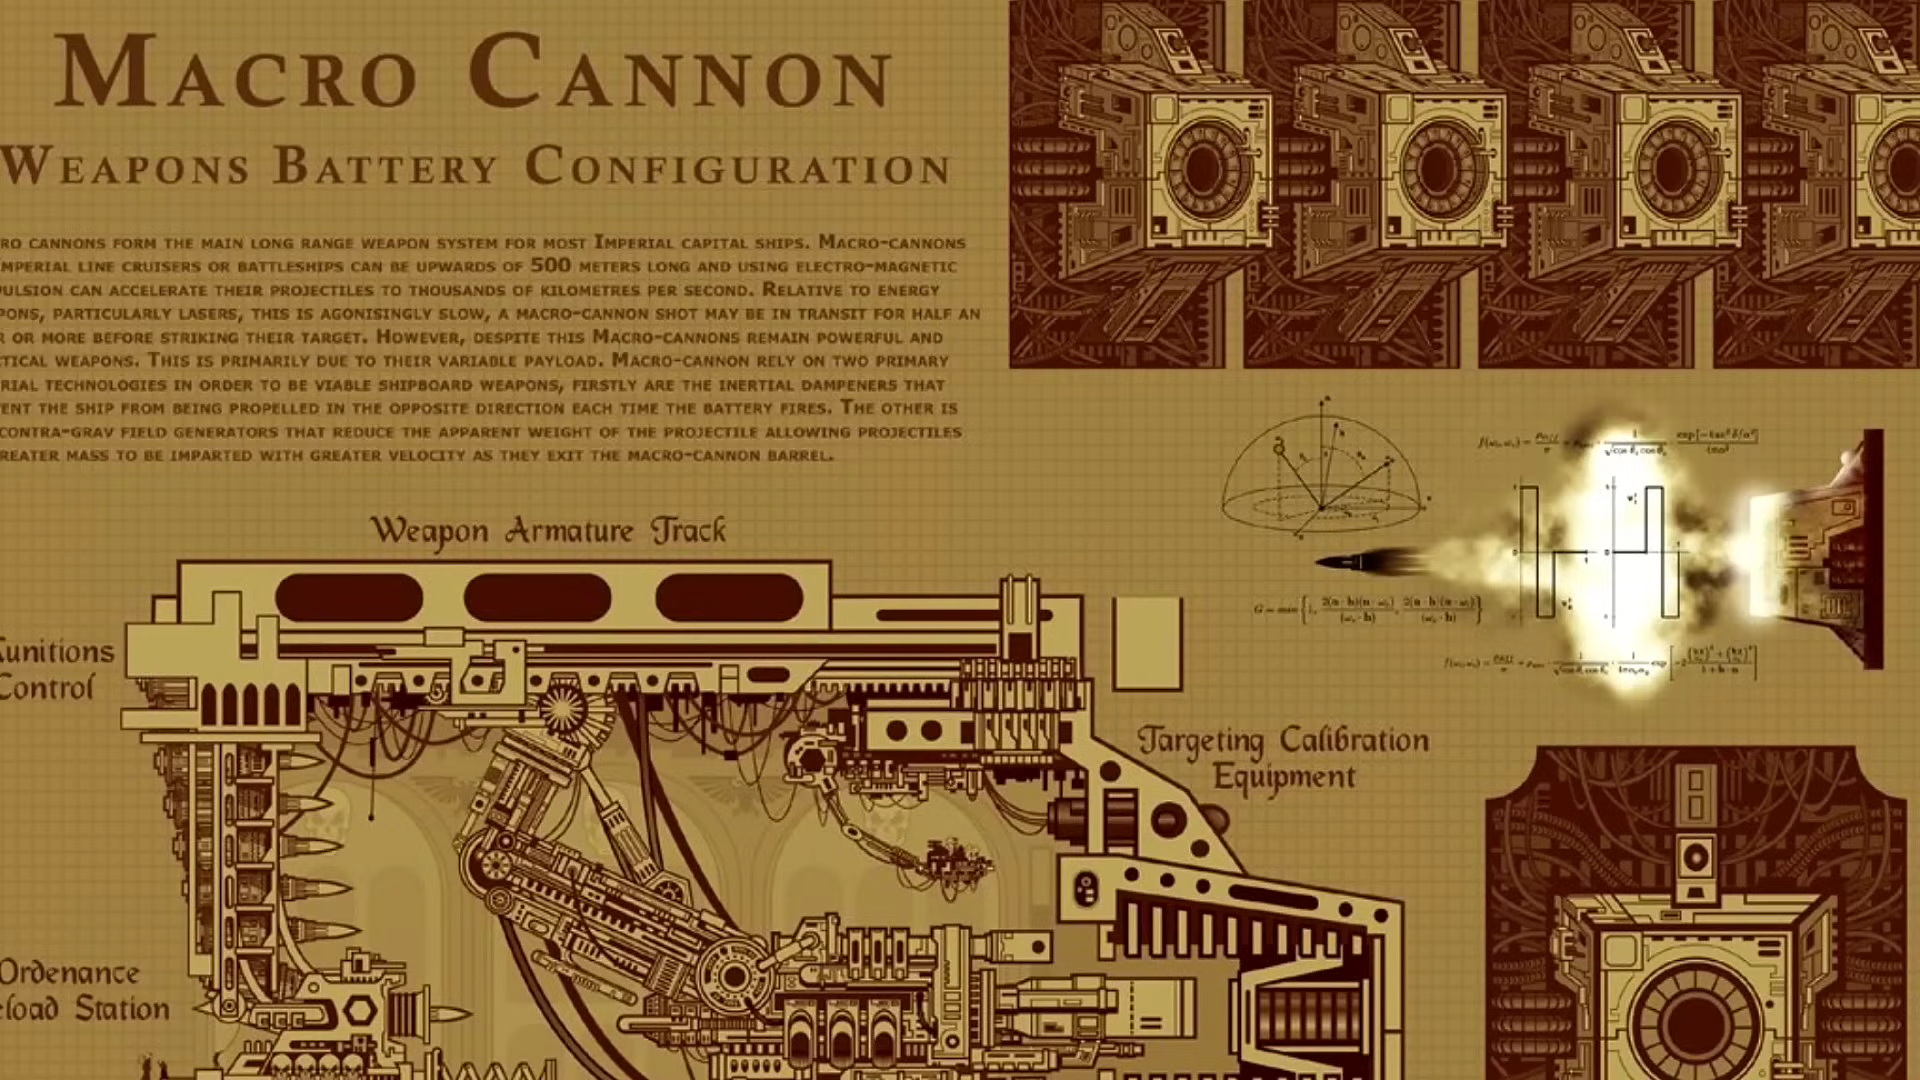 Macro Cannon
Weapons Battery Configuration
ro cannons form the main long range weapon system for most Imperial capital ships. Macro-cannons
mperial line cruisers or battleships can be upwards of 500 meters long and using electro-magnetic
pulsion can accelerate their projectiles to thousands of kilometres per second. Relative to energy
pons, particularly lasers, this is agonisingly slow, a macro-cannon shot may be in transit for half an
r or more before striking their target. However, despite this Macro-cannons remain powerful and
ctical weapons. This is primarily due to their variable payload. Macro-cannon rely on two primary
rial technologies in order to be viable shipboard weapons, firstly are the inertial dampeners that
ent the ship from being propelled in the opposite direction each time the battery fires. The other is
contra-grav field generators that reduce the apparent weight of the projectile allowing projectiles
reater mass to be imparted with greater velocity as they exit the macro-cannon barrel.
Weapon Armature Track
unitions
Control
Targeting Calibration
Equipment
Ordenance
eload Station